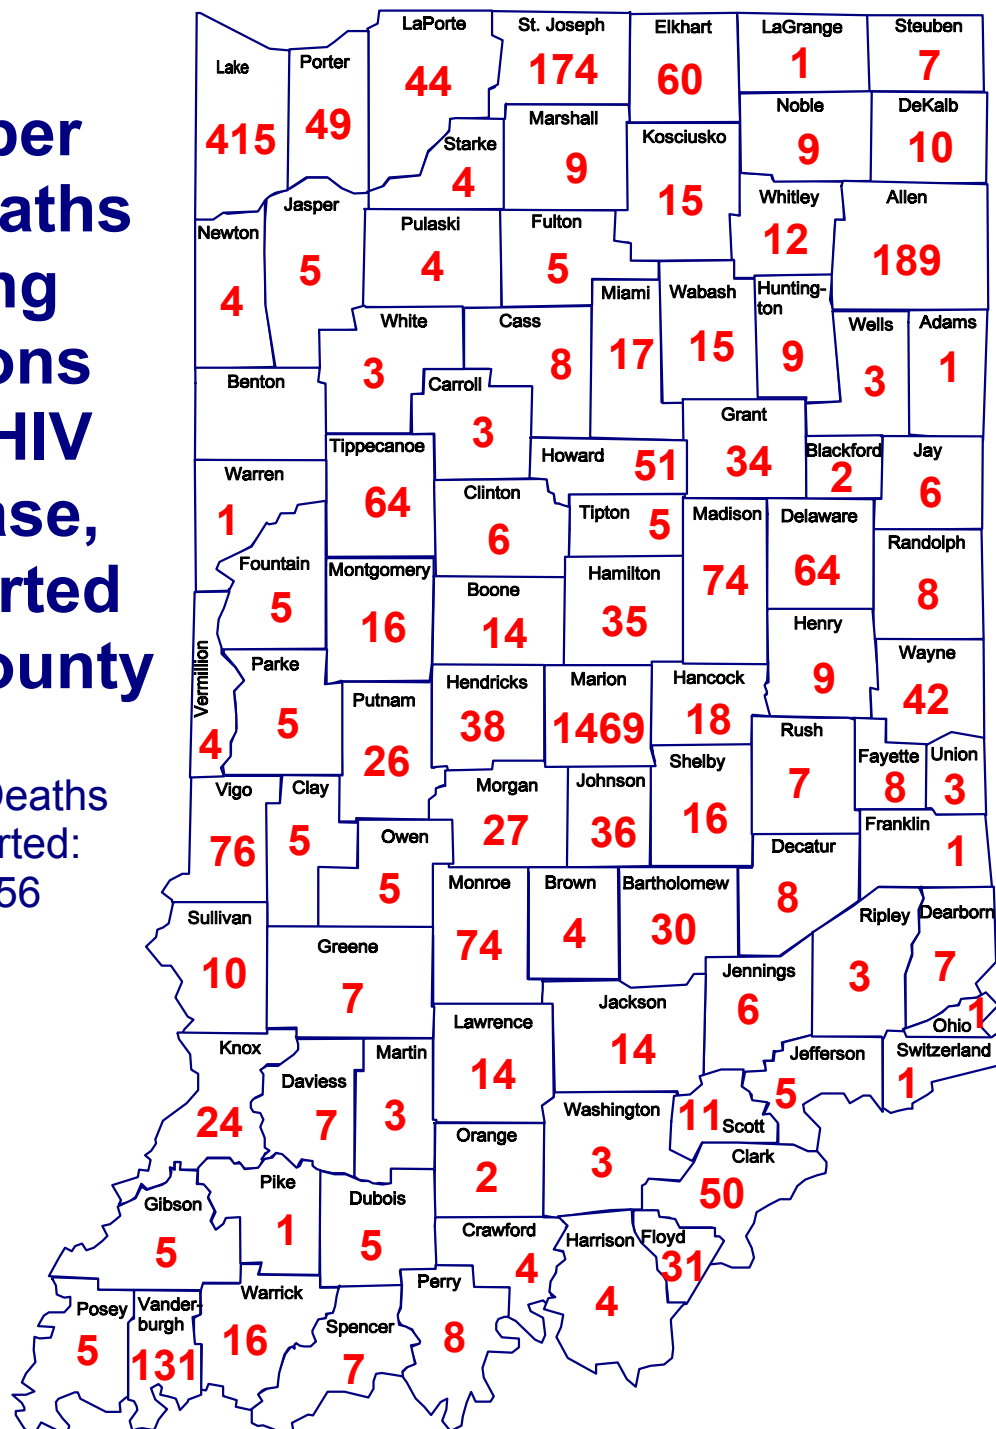 per
aths
ng
ons
HIV
ase,
rted
ounty
Deaths
rted:
56
LaPorte
44
St. Joseph
174
Elkhart
60
LaGrange
1
Steuben
7
Lake
415
Porter
49
Starke
4
Marshall
9
Kosciusko
15
Noble
9
DeKalb
10
Whitley
12
Allen
189
Newton
4
Jasper
5
Pulaski
4
Fulton
5
Miami
17
Wabash
15
Hunting-
ton
9
Wells
3
Adams
1
White
3
Cass
8
Carroll
3
Benton
Grant
34
Blackford
2
Jay
6
Howard
51
Tippecanoe
64
Warren
1
Clinton
6
Tipton
5
Madison
74
Delaware
64
Randolph
8
Fountain
5
Montgomery
16
Boone
14
Hamilton
35
Henry
9
Wayne
42
Vermillion
4
Parke
5
Putnam
26
Hendricks
38
Marion
1469
Hancock
18
Rush
7
Fayette
8
Union
3
Shelby
16
Vigo
76
Clay
5
Morgan
27
Johnson
36
Owen
5
Decatur
8
Franklin
1
Monroe
74
Brown
4
Bartholomew
30
Ripley
3
Dearborn
7
Sullivan
10
Greene
7
Jennings
6
Ohio
1
Jackson
14
Lawrence
14
Knox
24
Daviess
7
Martin
3
Jefferson
5
Switzerland
1
Washington
3
11
Scott
Orange
2
Clark
50
Gibson
5
Pike
1
Dubois
5
Crawford
4
Harrison
4
Floyd
31
Posey
5
Vander-
burgh
131
Warrick
16
Spencer
7
Perry
8